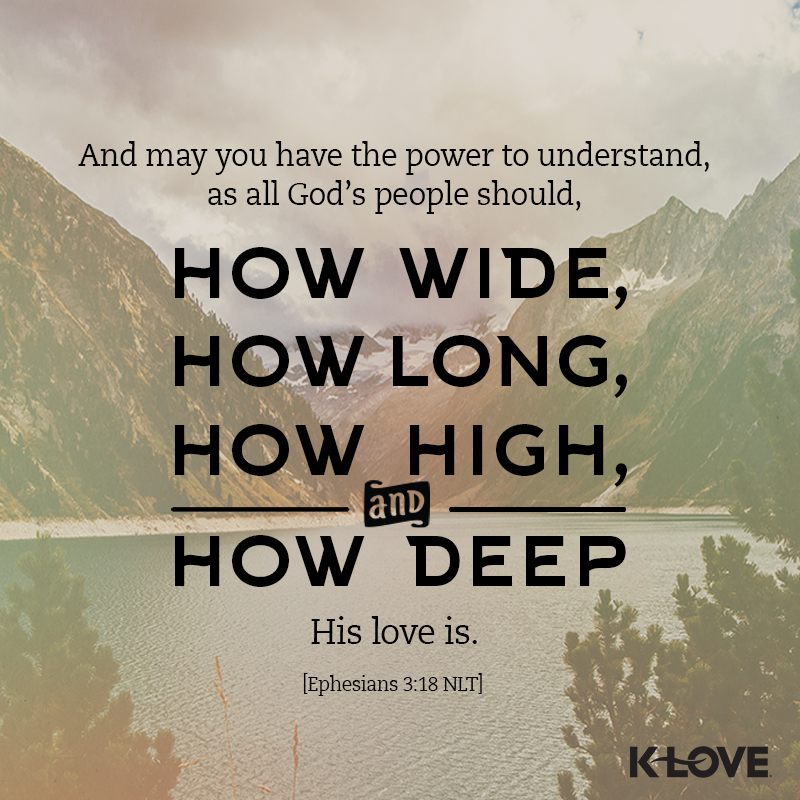 And may you have the power to understand,
as all God's people should,
HOW WIDE,
HOW LONG,
HOW HIGH,
and
HOW DEEP
His love is.
[Ephesians 3:18 NLT]
K-LOVE